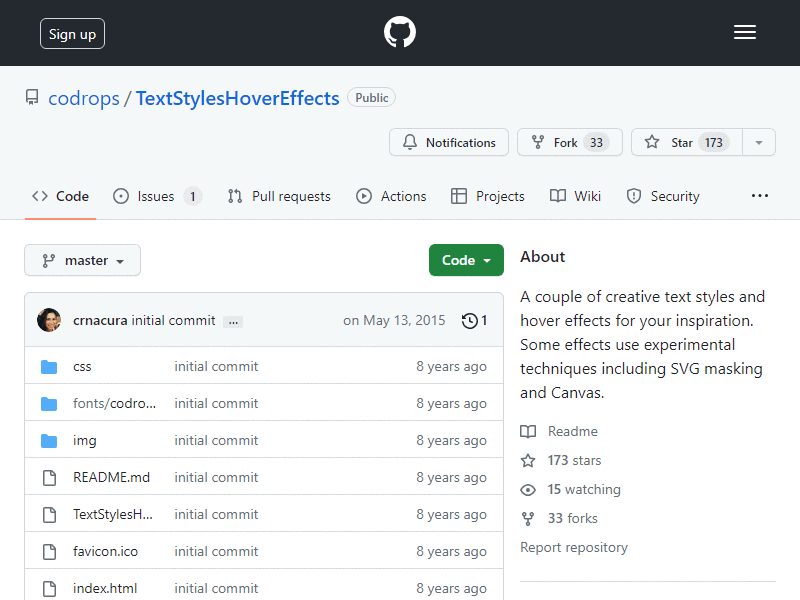 Sign up
codrops / TextStylesHoverEffects Public
Notifications Fork 33 Star 173
Code Issues 1 Pull requests Actions Projects Wiki Security ...
master Code
crnacura initial commit ... on May 13, 2015 1
css initial commit 8 years ago
fonts/codro... initial commit 8 years ago
img initial commit 8 years ago
README.md initial commit 8 years ago
TextStylesH... initial commit 8 years ago
favicon.ico initial commit 8 years ago
index.html initial commit 8 years ago
About
A couple of creative text styles and
hover effects for your inspiration.
Some effects use experimental
techniques including SVG masking
and Canvas.
Readme
173 stars
15 watching
33 forks
Report repository